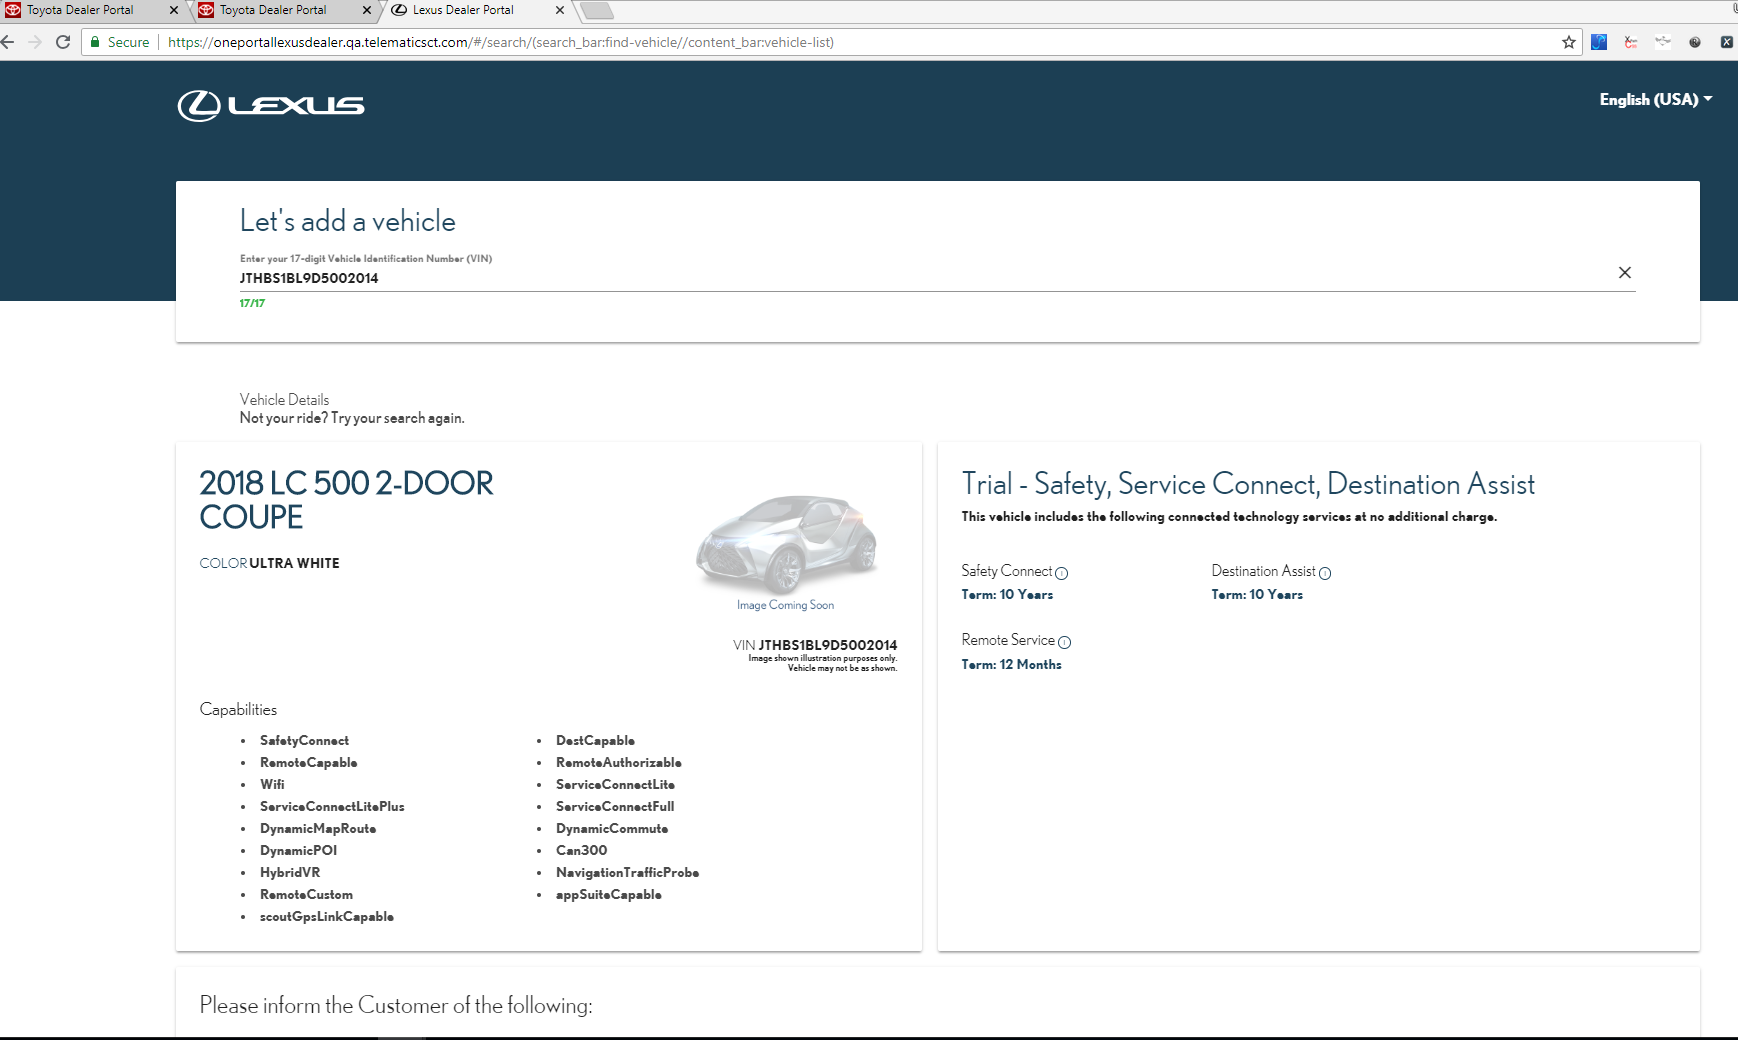 Toyota Dealer Portal
Toyota Dealer Portal
Lexus Dealer Portal
Secure
https://oneportallexusdealer.qa.telematicsct.com/#/search/(search_bar:find-vehicle//content_bar:vehicle-list)
LEXUS
English (USA)
Let's add a vehicle
Enter your 17-digit Vehicle Identification Number (VIN)
JTHBS1BL9D5002014
17/17
Vehicle Details
Not your ride? Try your search again.
2018 LC 500 2-DOOR
COUPE
COLOR ULTRA WHITE
Image Coming Soon
VIN JTHBS1BL9D5002014
Image shown illustration purposes only.
Vehicle may not be as shown.
Capabilities
SafetyConnect
DestCapable
RemoteCapable
RemoteAuthorizable
Wifi
ServiceConnectLite
ServiceConnectLitePlus
ServiceConnectFull
DynamicMapRoute
DynamicCommute
DynamicPOI
Can300
HybridVR
NavigationTrafficProbe
RemoteCustom
appSuiteCapable
scoutGpsLinkCapable
Trial - Safety, Service Connect, Destination Assist
This vehicle includes the following connected technology services at no additional charge.
Safety Connect
Term: 10 Years
Destination Assist
Term: 10 Years
Remote Service
Term: 12 Months
Please inform the Customer of the following: